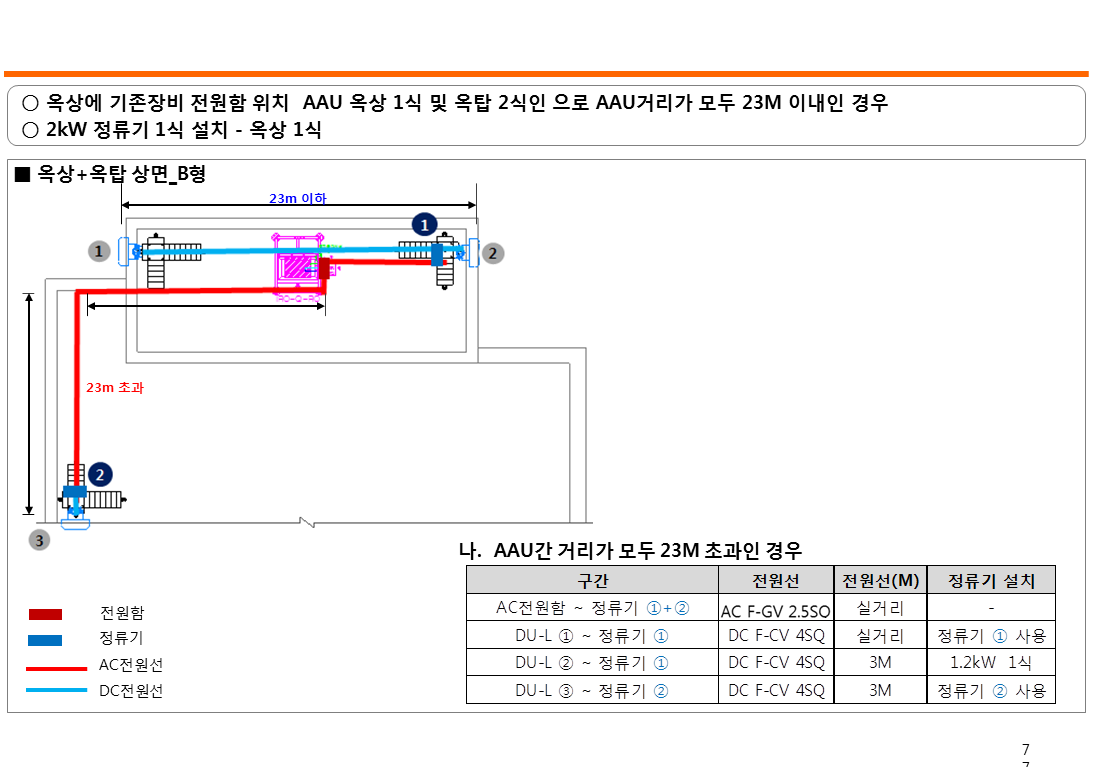 ○ 옥상에 기존장비 전원함 위치 AAU 옥상 1식 및 옥탑 2식인 으로 AAU거리가 모두 23M 이내인 경우
○ 2kW 정류기 1식 설치 - 옥상 1식
■ 옥상+옥탑 상면_B형
23m 이하
1
1
2
23m 초과
2
3
나. AAU간 거리가 모두 23M 초과인 경우
구간 전원선 전원선(M) 정류기 설치
AC전원함 ~ 정류기 ①+② AC F-GV 2.5SQ 실거리 -
DU-L ① ~ 정류기 ① DC F-CV 4SQ 실거리 정류기 ① 사용
DU-L ② ~ 정류기 ① DC F-CV 4SQ 3M 1.2kW 1식
DU-L ③ ~ 정류기 ② DC F-CV 4SQ 3M 정류기 ② 사용
전원함
정류기
AC전원선
DC전원선
7
7